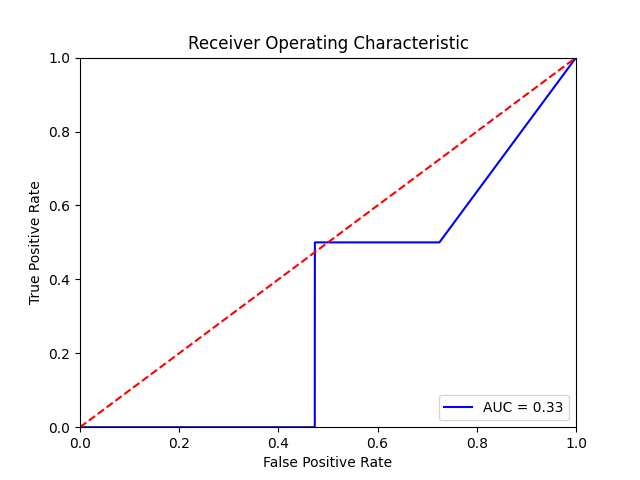 Receiver Operating Characteristic
1.0
0.8
0.6
0.4
0.2
0.0
True Positive Rate
AUC = 0.33
0.0 0.2 0.4 0.6 0.8 1.0
False Positive Rate